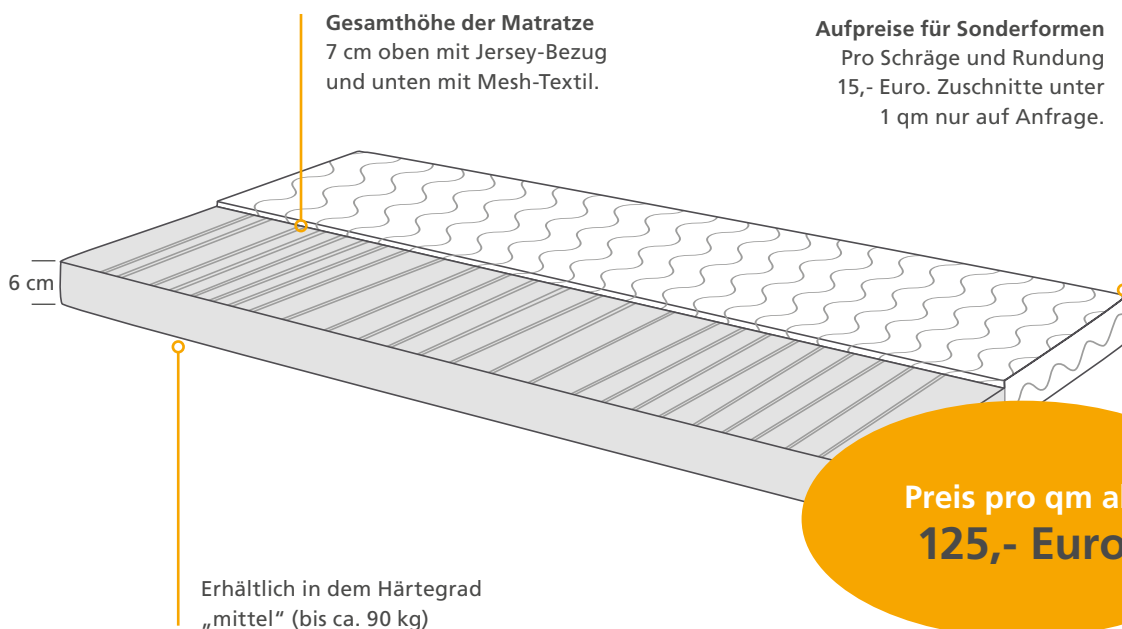 Gesamthöhe der Matratze
7 cm oben mit Jersey-Bezug
und unten mit Mesh-Textil.
Aufpreise für Sonderformen
Pro Schräge und Rundung
15,- Euro. Zuschnitte unter
1 qm nur auf Anfrage.
6 cm
Preis pro qm
125,- Euro
Erhältlich in dem Härtegrad
„mittel“ (bis ca. 90 kg)